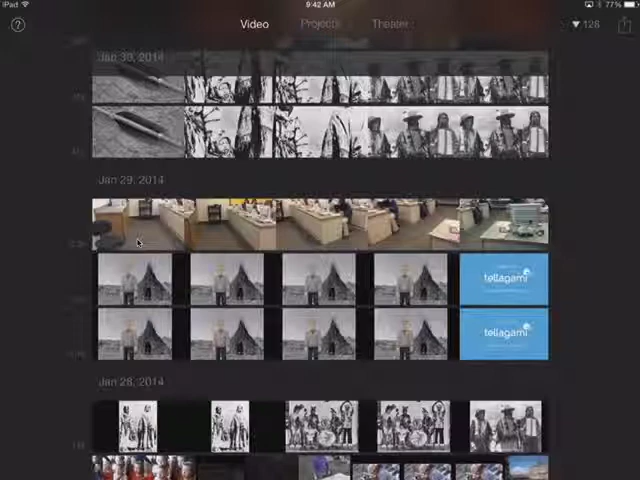 iPad
9:42 AM
77%
?
Video
Projects
Theater
128
Jan 30, 2014
Jan 29, 2014
tellagami
tellagami
Jan 28, 2014